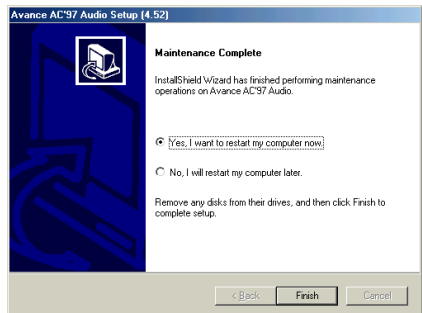 Avance AC'97 Audio Setup (4.52)
Maintenance Complete
InstallShield Wizard has finished performing maintenance
operations on Avance AC'97 Audio.
Yes, I want to restart my computer now.
No, I will restart my computer later.
Remove any disks from their drives, and then click Finish to
complete setup.
< Back
Finish
Cancel